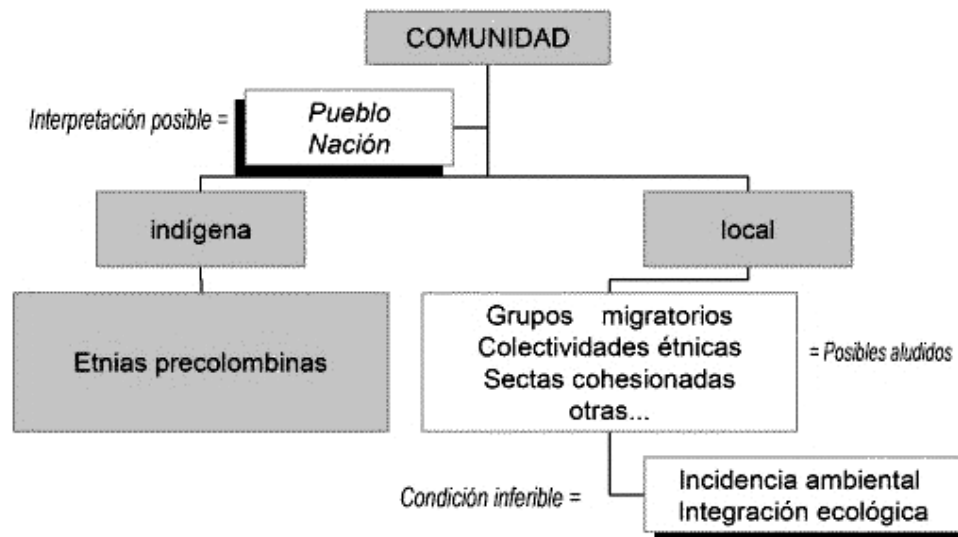 COMUNIDAD
Interpretación posible =
Pueblo
Nación
indígena
local
Etnias precolombinas
Grupos migratorios
Colectividades étnicas
Sectas cohesionadas
otras...
= Posibles aludidos
Condición inferible =
Incidencia ambiental
Integración ecológica